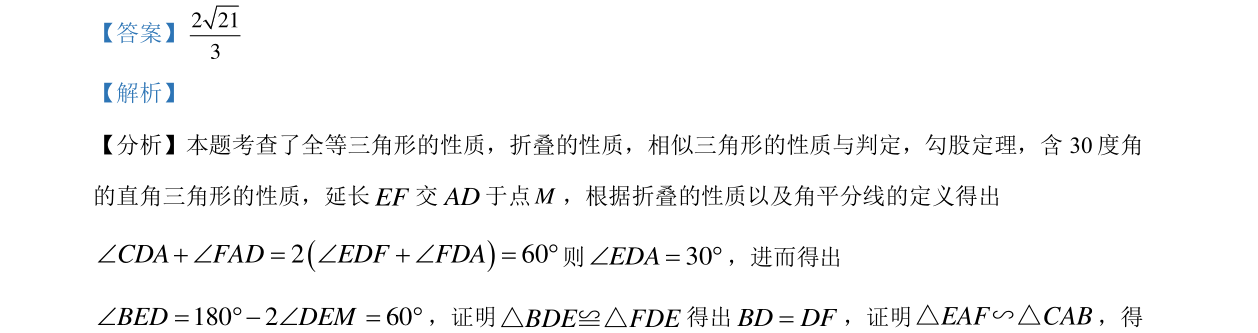 【答案】$\frac{2\sqrt{21}}{3}$
【解析】
【分析】本题考查了全等三角形的性质，折叠的性质，相似三角形的性质与判定，勾股定理，含 30 度角
的直角三角形的性质，延长 EF 交 AD 于点 M ，根据折叠的性质以及角平分线的定义得出
∠CDA + ∠FAD = 2(∠EDF + ∠FDA) = 60° 则 ∠EDA = 30° ，进而得出
∠BED = 180° − 2∠DEM = 60° ，证明 △BDE≌△FDE 得出 BD = DF ，证明 △EAF∽△CAB ，得